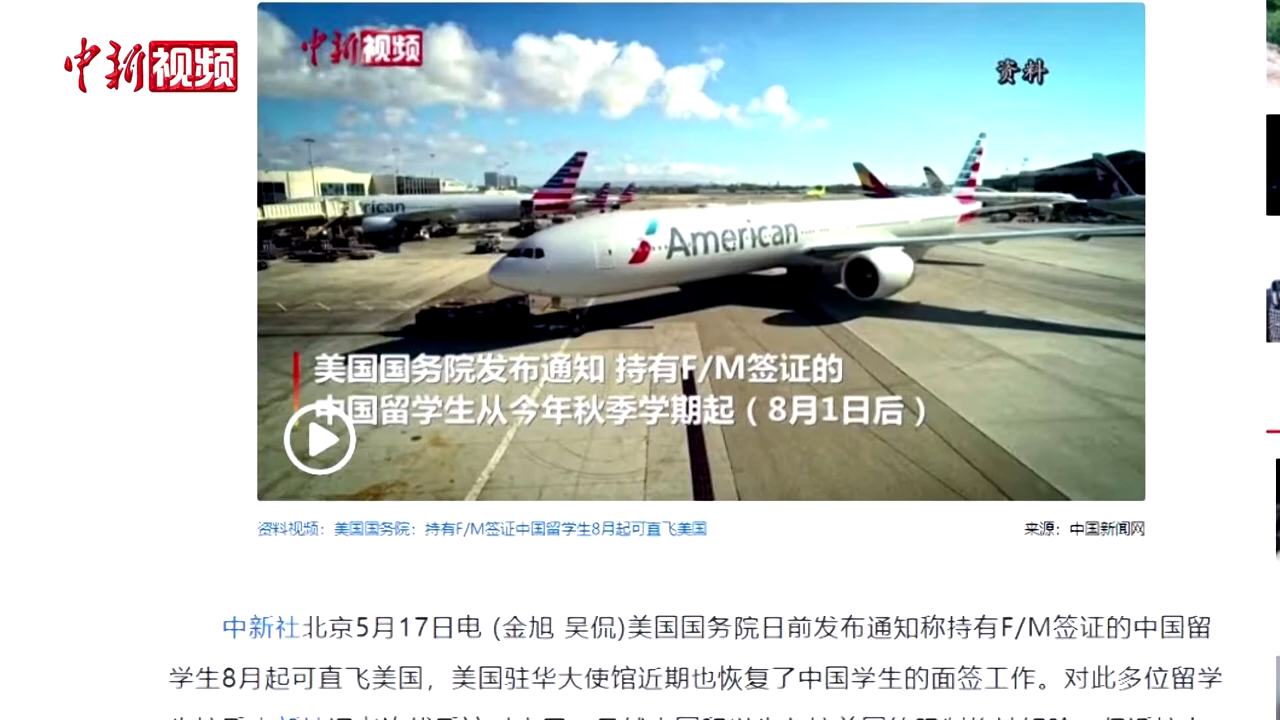 中新视频
中新视频
资料
American
rican
美国国务院发布通知 持有F/M签证的
中国留学生从今年秋季学期起（8月1日后）
资料视频：美国国务院：持有F/M签证中国留学生8月起可直飞美国
来源：中国新闻网
中新社北京5月17日电 (金旭 吴侃)美国国务院日前发布通知称持有F/M签证的中国留
学生8月起可直飞美国，美国驻华大使馆近期也恢复了中国学生的面签工作。对此多位留学